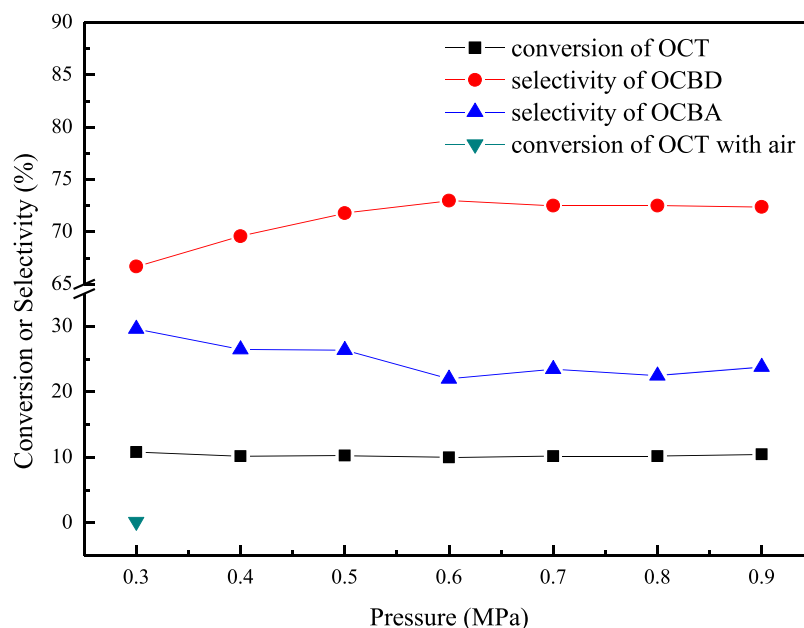 conversion of OCT
selectivity of OCBD
selectivity of OCBA
conversion of OCT with air
Conversion or Selectivity (%)
90
85
80
75
70
65
30
20
10
0
0.3 0.4 0.5 0.6 0.7 0.8 0.9
Pressure (MPa)